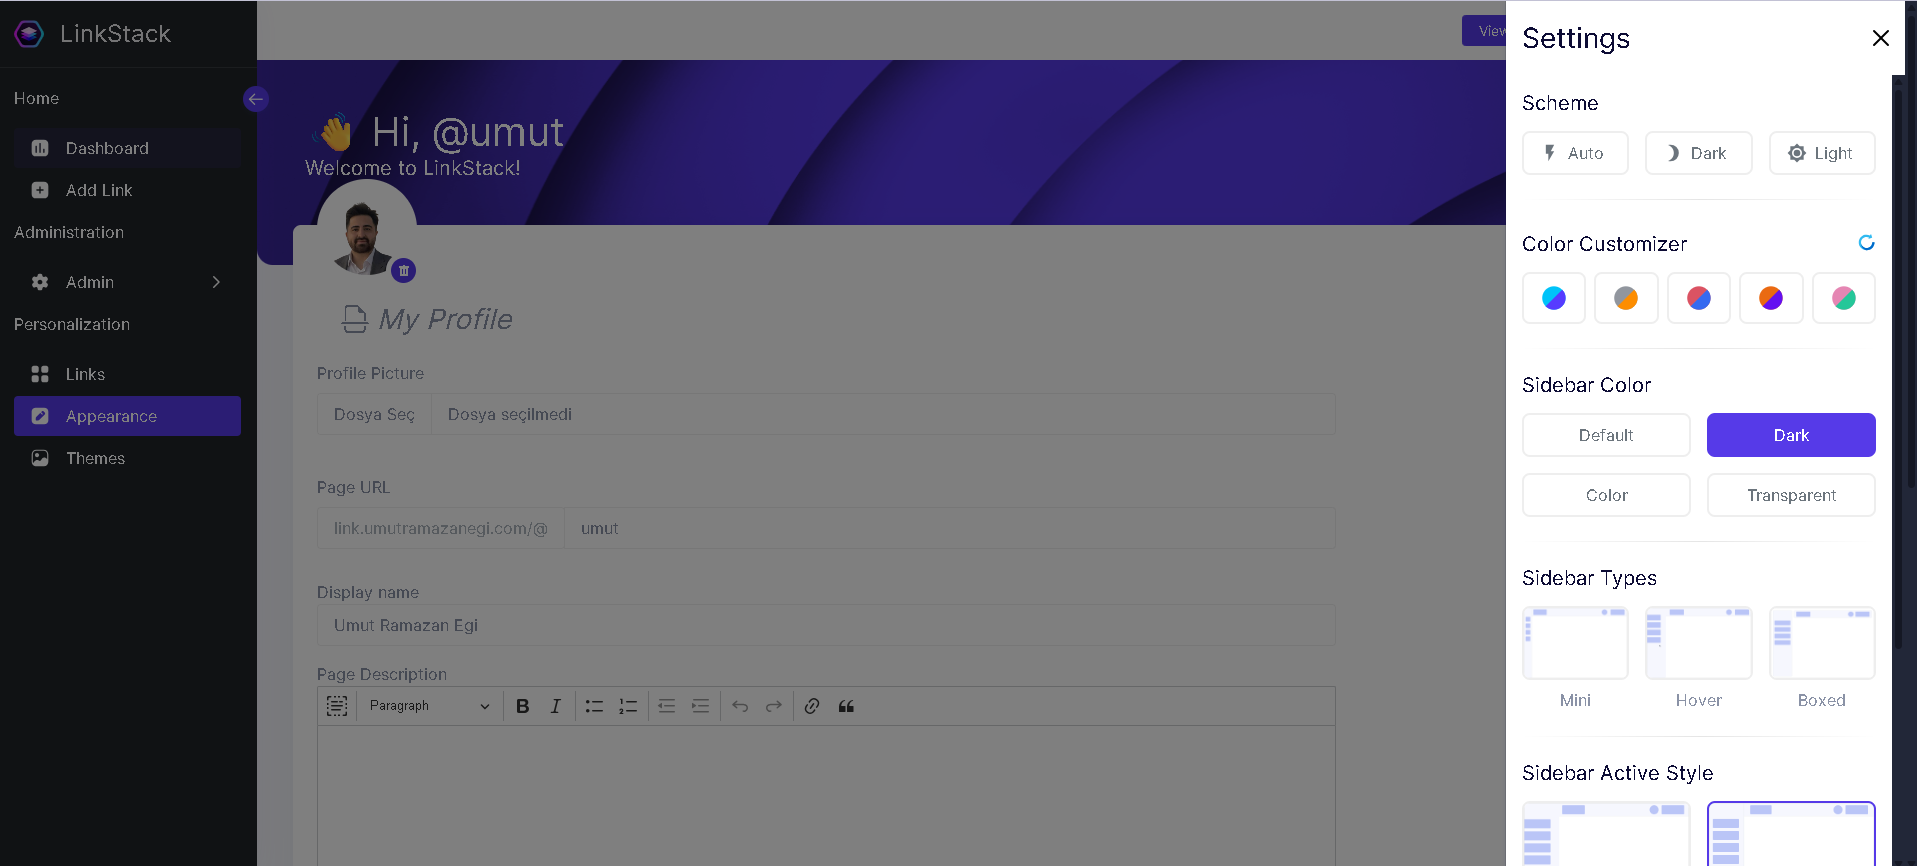 LinkStack
Home
Dashboard
Add Link
Administration
Admin
Personalization
Links
Appearance
Themes
View
👋 Hi, @umut
Welcome to LinkStack!
My Profile
Profile Picture
Dosya Seç
Dosya seçilmedi
Page URL
link.umutramazanegi.com/@
umut
Display name
Umut Ramazan Egi
Page Description
Paragraph
B
I
Settings
Scheme
Auto
Dark
Light
Color Customizer
Sidebar Color
Default
Dark
Color
Transparent
Sidebar Types
Mini
Hover
Boxed
Sidebar Active Style